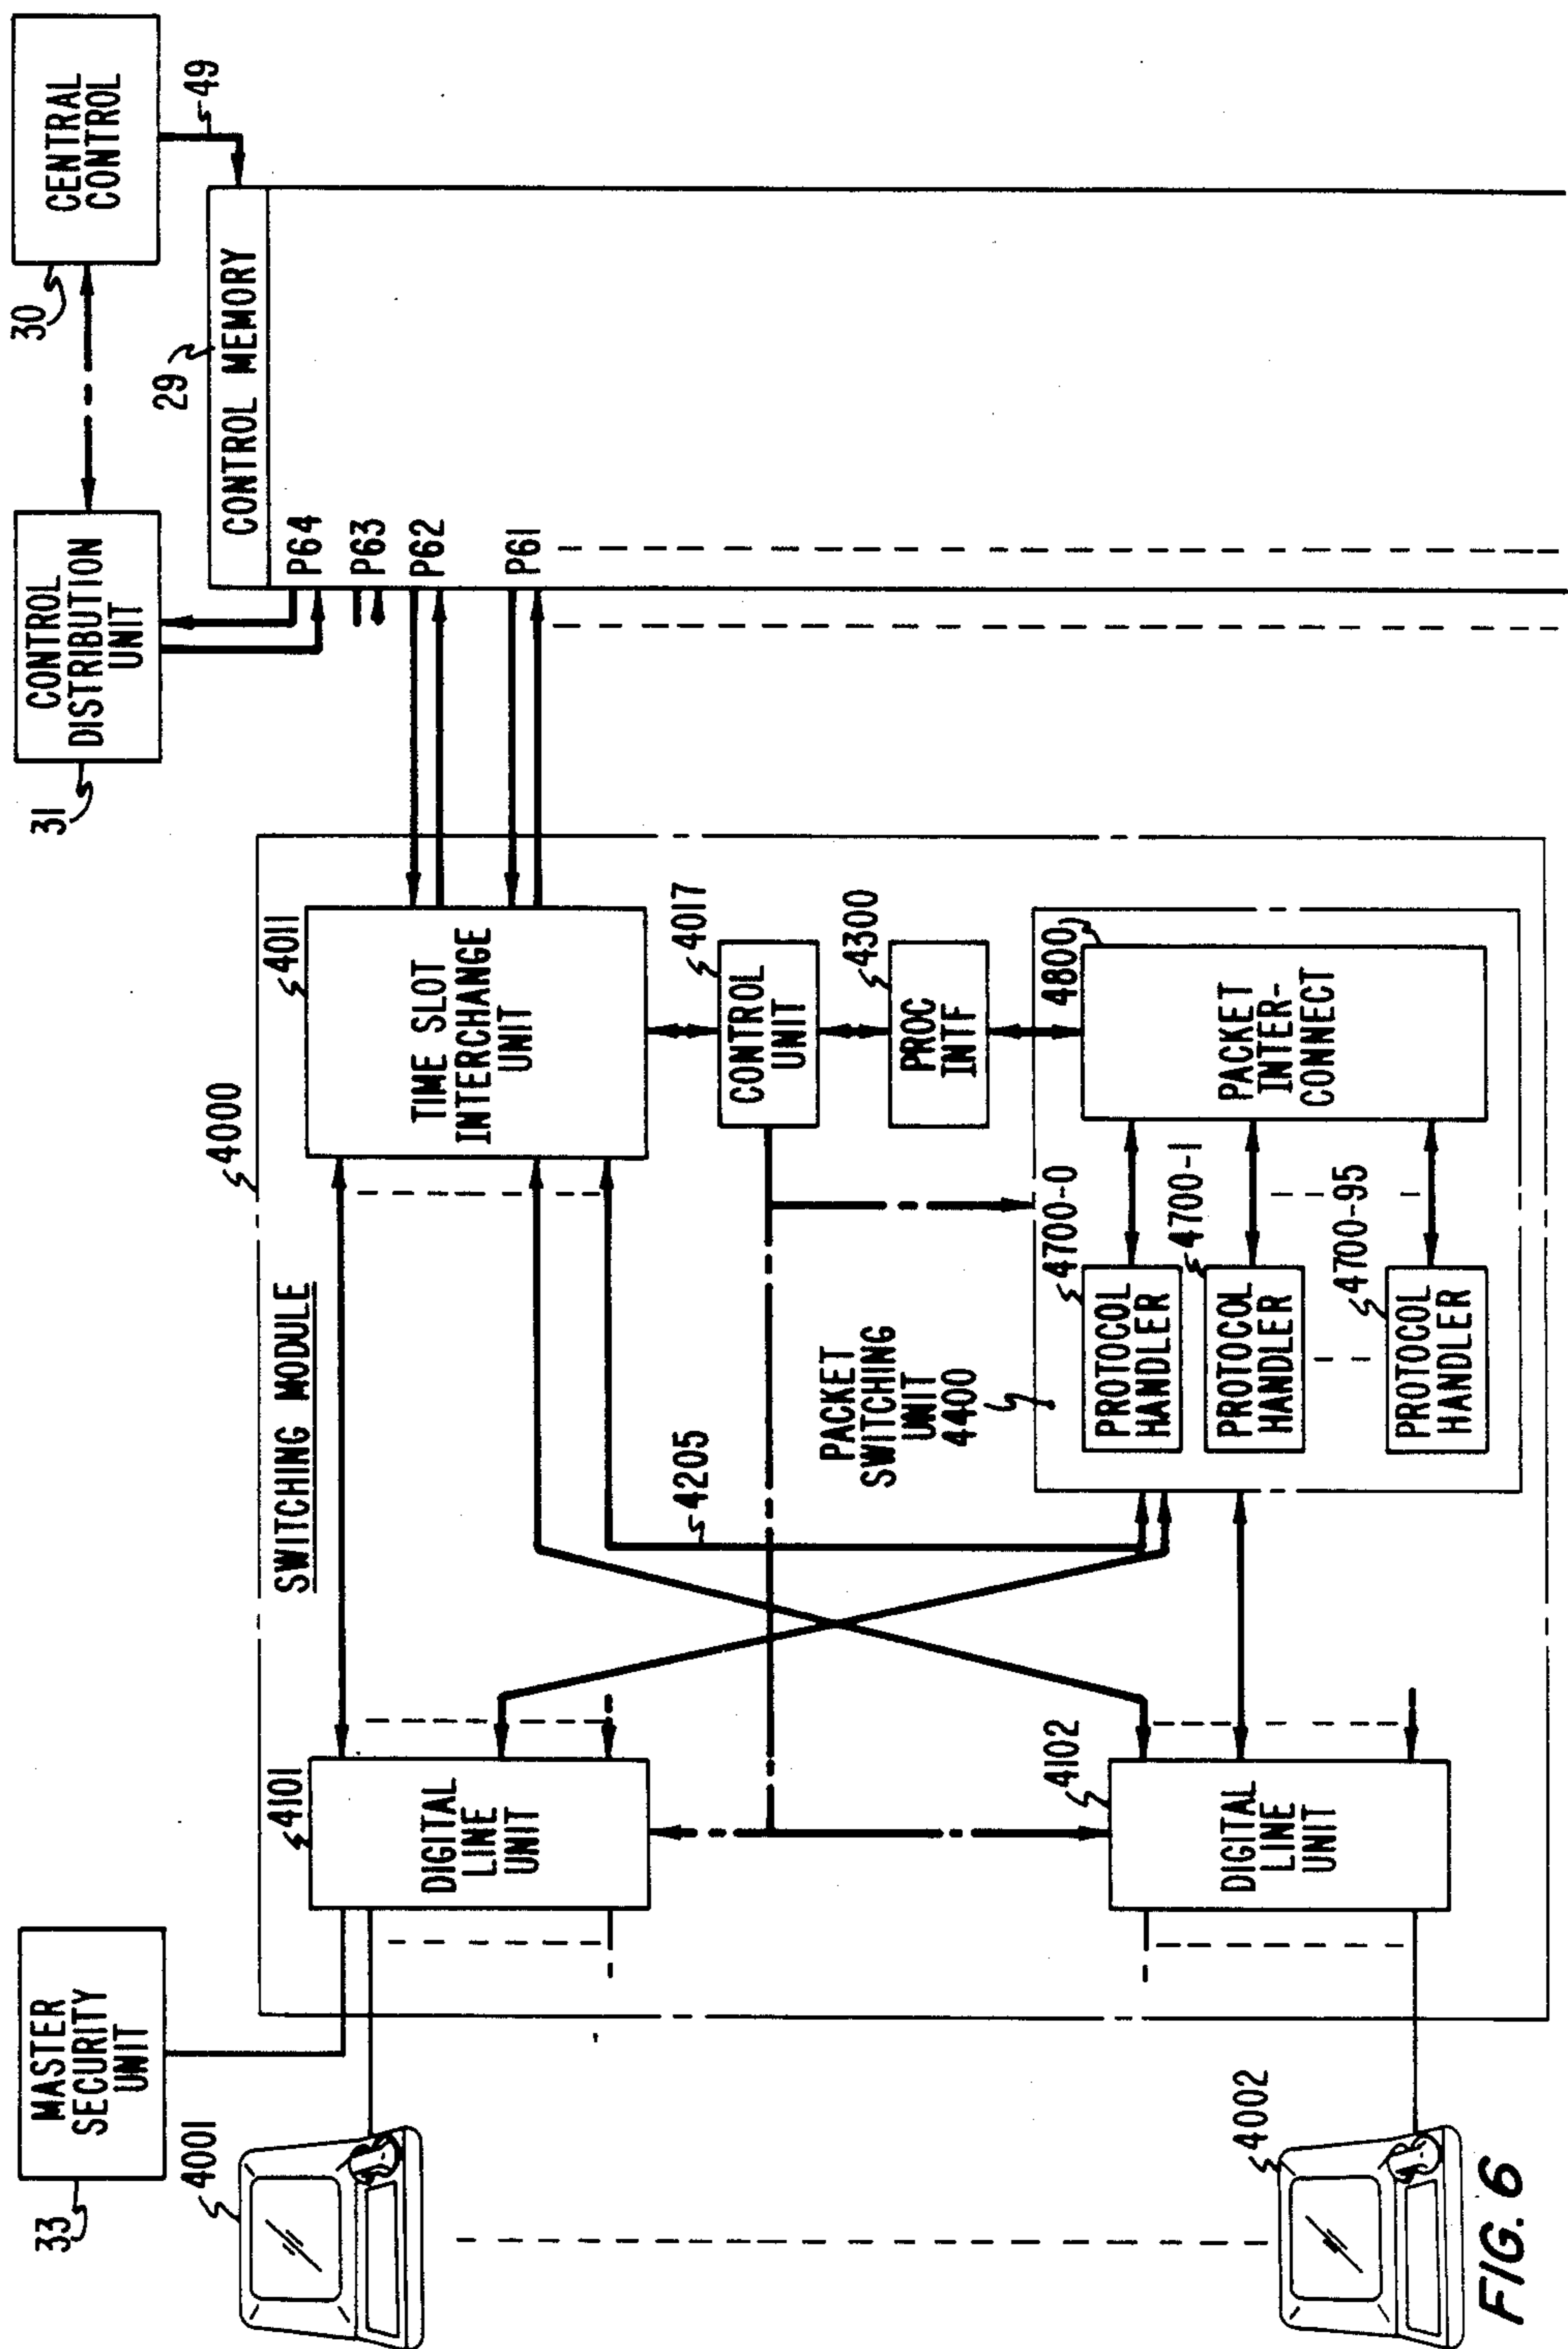 MASTER
SECURITY
UNIT
33
CONTROL
DISTRIBUTION
UNIT
31
CENTRAL
CONTROL
30
49
29
CONTROL MEMORY
P64
P63
P62
P61
4000
SWITCHING MODULE
4001
4101
DIGITAL
LINE
UNIT
4011
TIME SLOT
INTERCHANGE
UNIT
4205
4017
CONTROL
UNIT
4300
PROC
INTF
PACKET
SWITCHING
UNIT
4400
4800
PACKET
INTER-
CONNECT
4700-0
PROTOCOL
HANDLER
4700-1
PROTOCOL
HANDLER
4700-95
PROTOCOL
HANDLER
4102
DIGITAL
LINE
UNIT
4002
FIG. 6